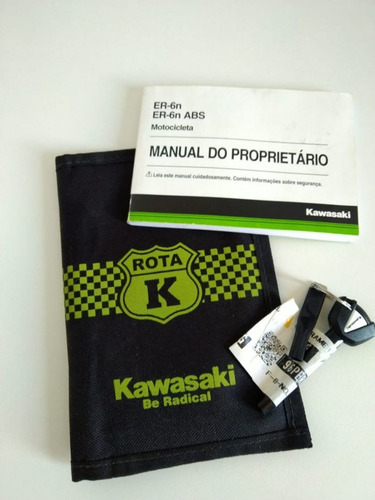 ER-6n
ER-6n ABS
Motocicleta
MANUAL DO PROPRIETÁRIO
Leia este manual cuidadosamente. Contém informações sobre segurança.
Kawasaki
ROTA
K
Kawasaki
Be Radical